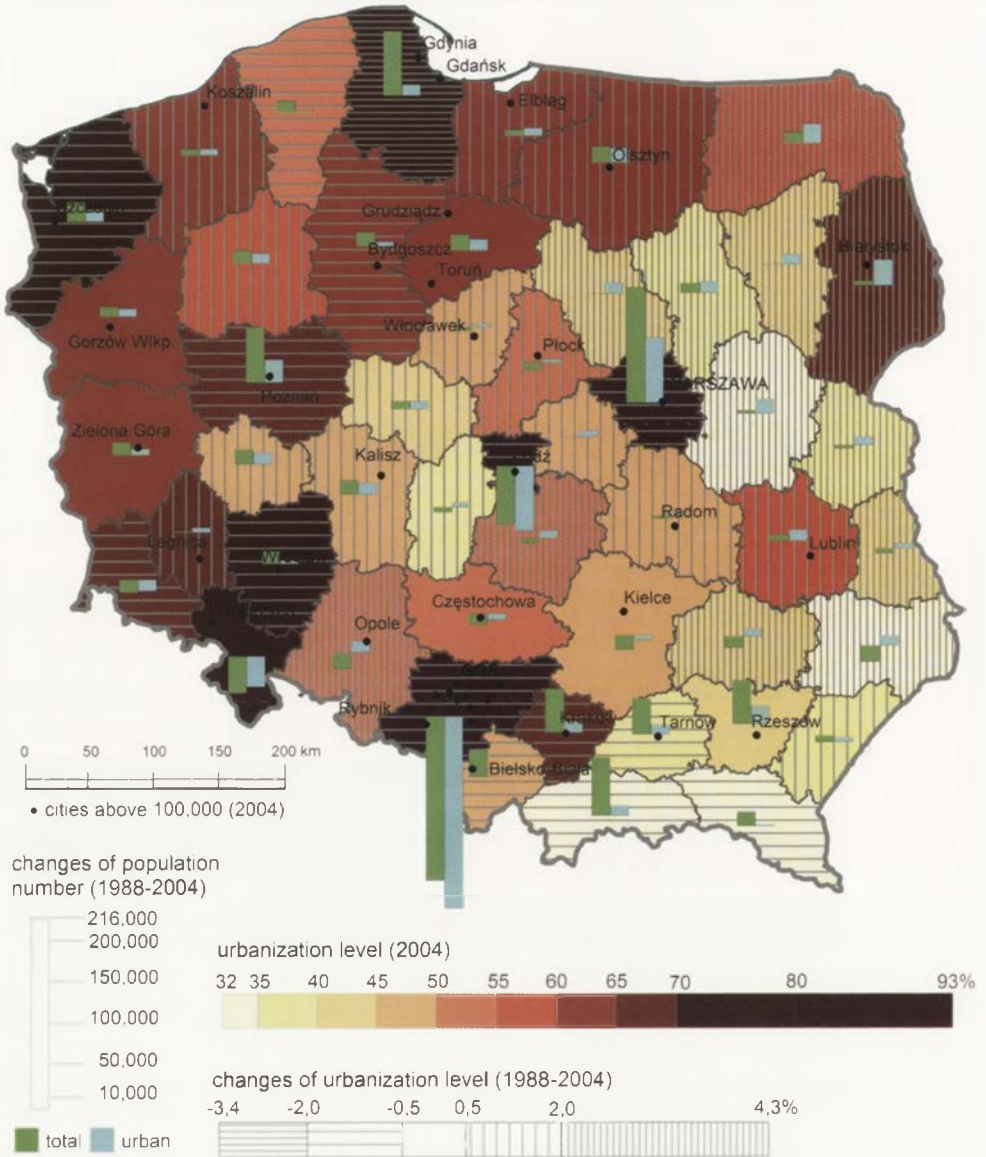 Gdynia
Gdańsk
Koszalin
Elbląg
Olsztyn
Grudziądz
Bydgoszcz
Białystok
Toruń
Gorzów Wlkp.
Włocławek
Płock
WARSZAWA
Poznań
Zielona Góra
Kalisz
Łódź
Radom
Legnica
Lublin
Częstochowa
Kielce
Opole
Rybnik
Kraków
Tarnów
Rzeszów
Bielsko-Biała
0 50 100 150 200 km
• cities above 100,000 (2004)
changes of population
number (1988-2004)
216,000
200,000
150,000
100,000
50,000
10,000
total urban
urbanization level (2004)
32 35 40 45 50 55 60 65 70 80 93%
changes of urbanization level (1988-2004)
-3,4 -2,0 -0,5 0,5 2,0 4,3%